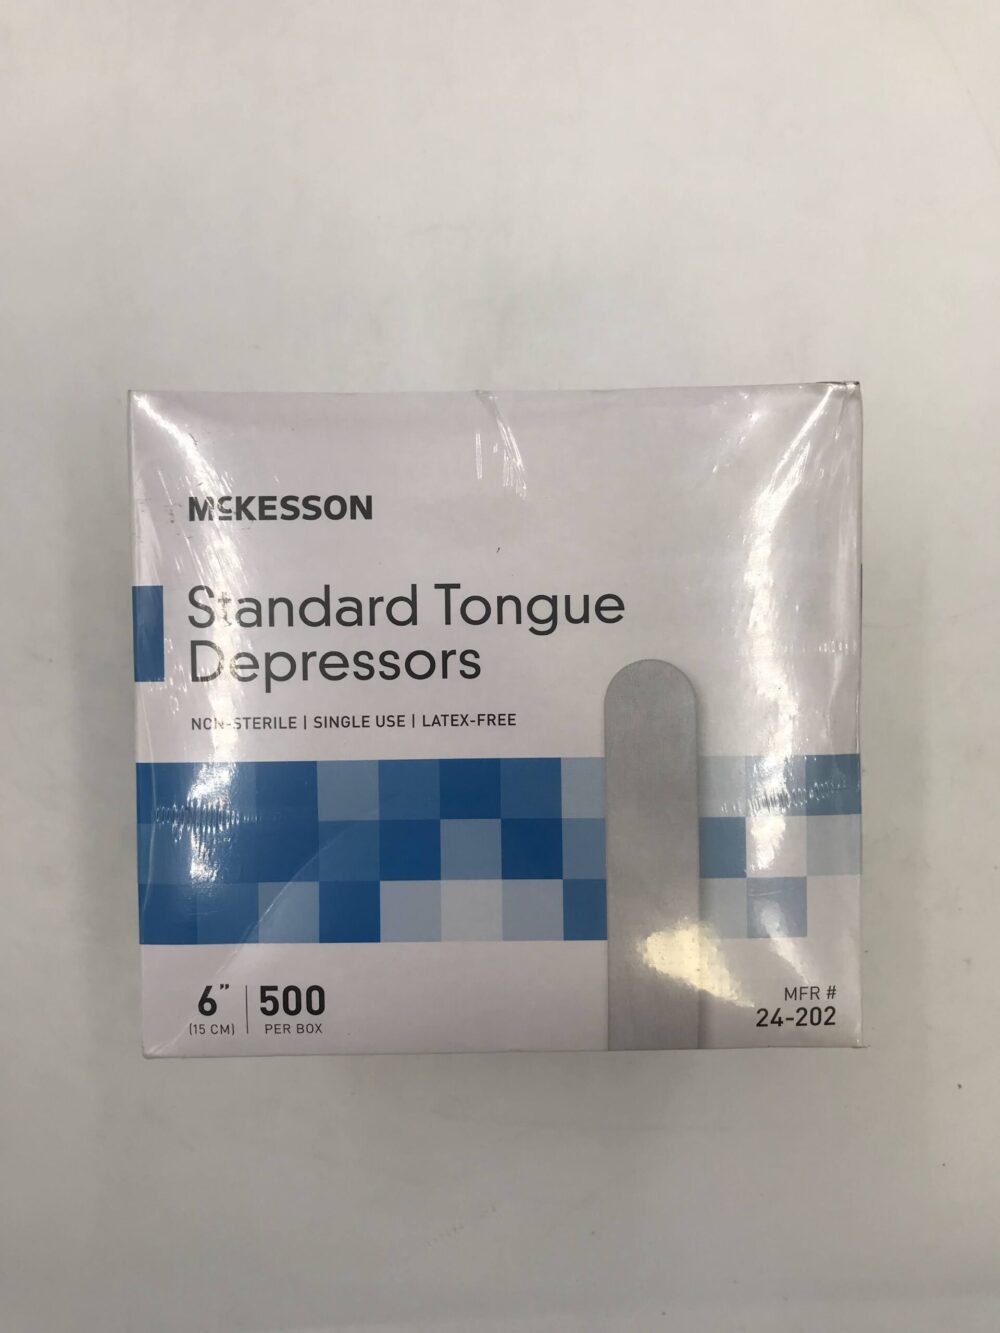 McKESSON
Standard Tongue
Depressors
NON-STERILE | SINGLE USE | LATEX-FREE
6" | 500
(15 CM) PER BOX
MFR #
24-202